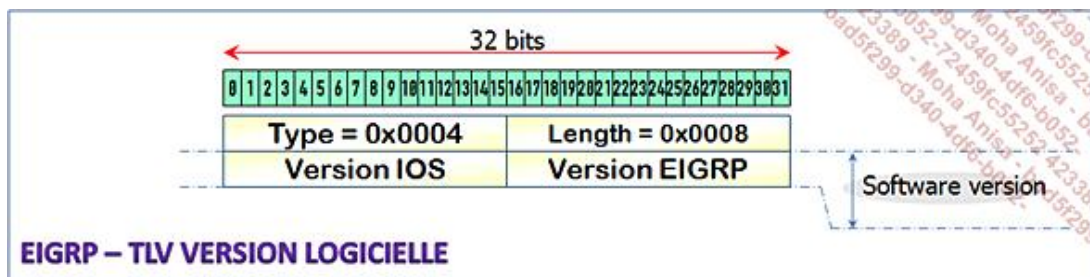 32 bits
0 1 2 3 4 5 6 7 8 9 10 11 12 13 14 15 16 17 18 19 20 21 22 23 24 25 26 27 28 29 30 31
Type = 0x0004 Length = 0x0008
Version IOS Version EIGRP
Software version
EIGRP – TLV VERSION LOGICIELLE